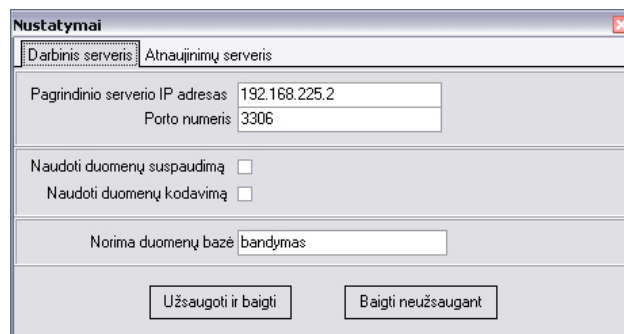 Nustatymai
Darbinis serveris Atnaujinimų serveris
Pagrindinio serverio IP adresas 192.168.225.2
Porto numeris 3306
Naudoti duomenų suspaudimą
Naudoti duomenų kodavimą
Norima duomenų bazė bandymas
Užsaugoti ir baigti Baigti neužsaugant